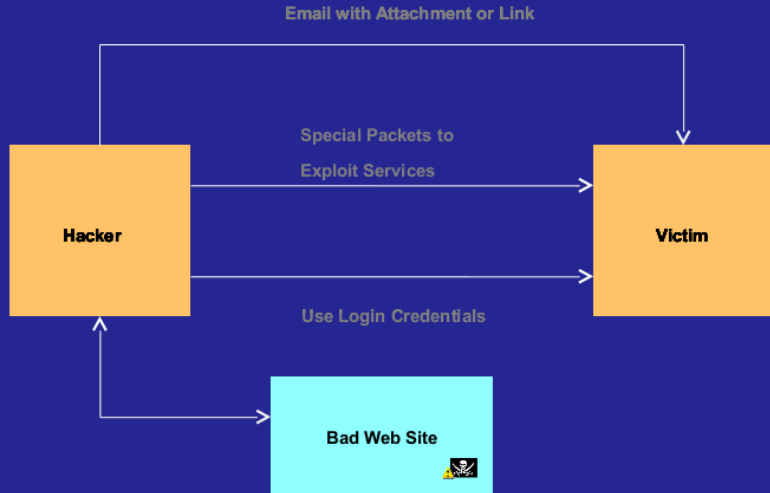 Email with Attachment or Link
Special Packets to
Exploit Services
Hacker
Victim
Use Login Credentials
Bad Web Site